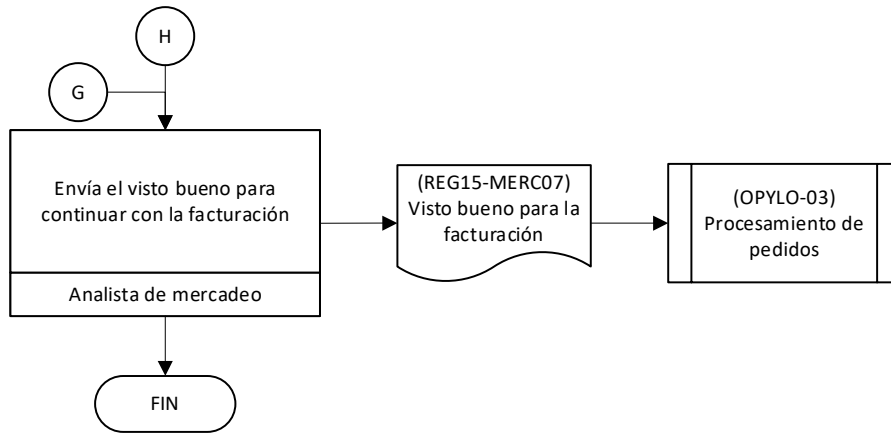 H
G
Envía el visto bueno para
continuar con la facturación
Analista de mercadeo
(REG15-MERC07)
Visto bueno para la
facturación
(OPYLO-03)
Procesamiento de
pedidos
FIN